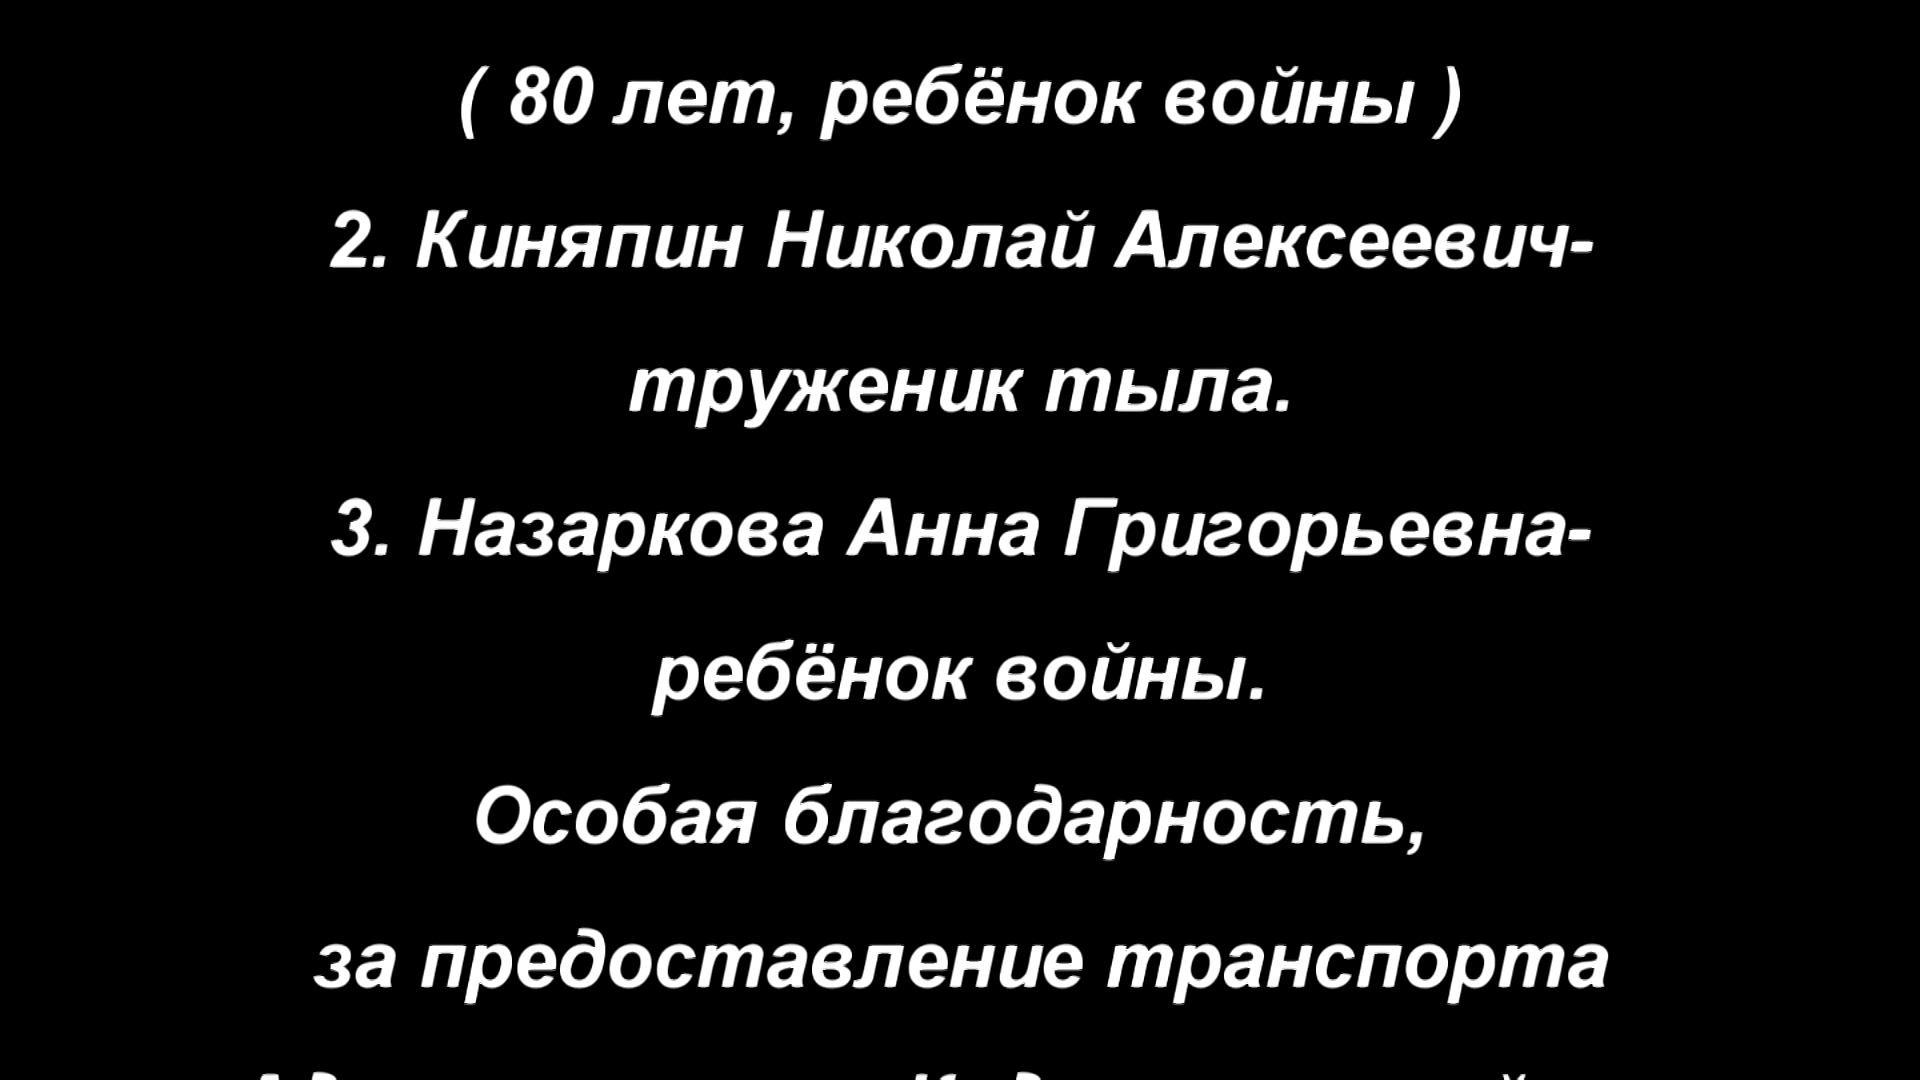 ( 80 лет, ребёнок войны )
2. Киняпин Николай Алексеевич-
труженик тыла.
3. Назаркова Анна Григорьевна-
ребёнок войны.
Особая благодарность,
за предоставление транспорта